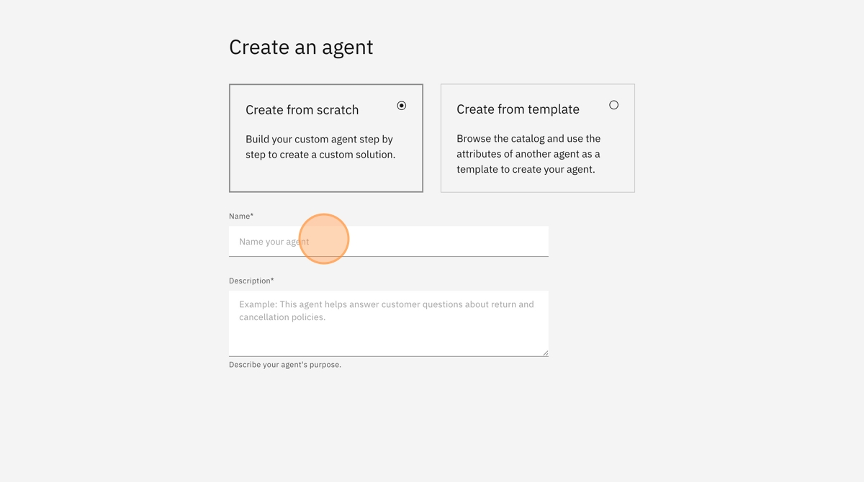 Create an agent
Create from scratch
Build your custom agent step by
step to create a custom solution.
Create from template
Browse the catalog and use the
attributes of another agent as a
template to create your agent.
Name*
Name your agent
Description*
Example: This agent helps answer customer questions about return and
cancellation policies.
Describe your agent's purpose.